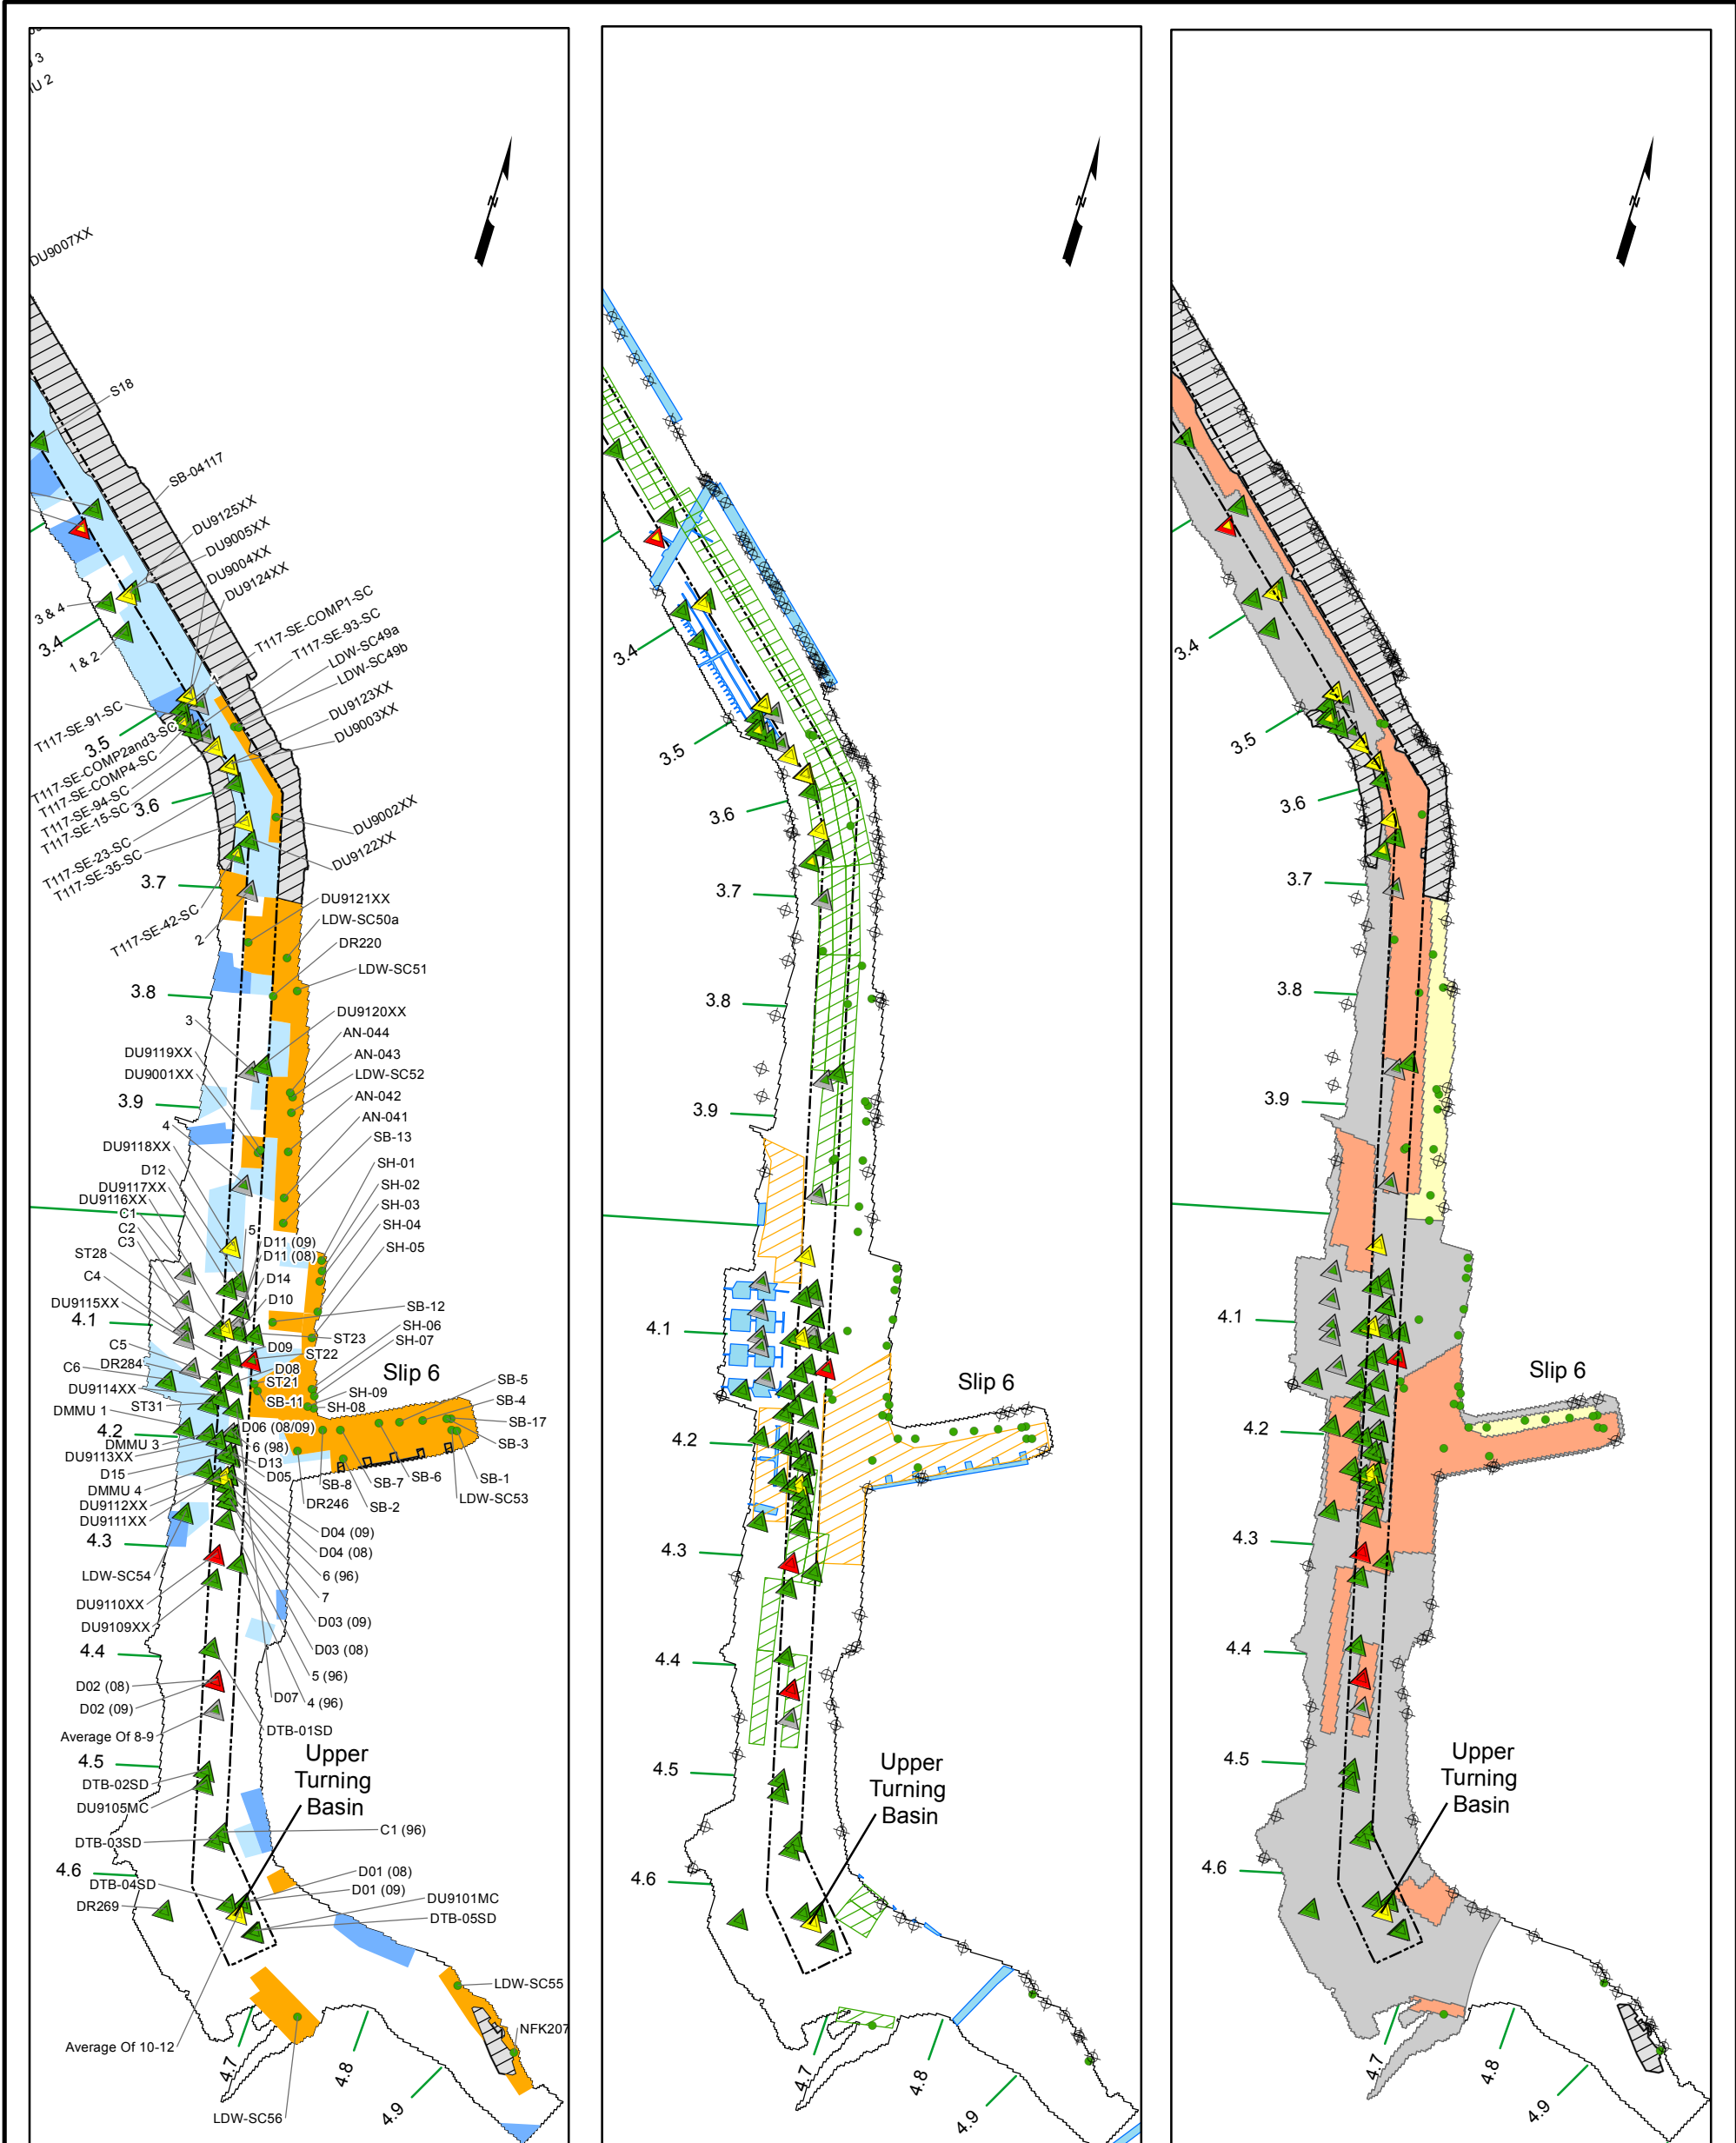 U 3
IU 2
N
DU9007XX
S18
SB-04117
DU9125XX
DU9005XX
DU9004XX
DU9124XX
3 & 4
3.4
1 & 2
T117-SE-COMP1-SC
T117-SE-93-SC
LDW-SC49a
LDW-SC49b
DU9123XX
DU9003XX
T117-SE-91-SC
3.5
T117-SE-COMP2and3-SC
T117-SE-COMP4-SC
T117-SE-94-SC
T117-SE-15-SC
3.6
T117-SE-23-SC
T117-SE-35-SC
DU9002XX
DU9122XX
3.7
T117-SE-42-SC
2
DU9121XX
LDW-SC50a
DR220
LDW-SC51
3.8
3
DU9120XX
AN-044
DU9119XX
AN-043
DU9001XX
LDW-SC52
3.9
AN-042
4
AN-041
DU9118XX
SB-13
D12
SH-01
DU9117XX
SH-02
DU9116XX
SH-03
C1
C2
5
SH-04
C3
D11 (09)
D11 (08)
SH-05
ST28
C4
D14
D10
DU9115XX
SB-12
4.1
SH-06
ST23
SH-07
C5
D09
ST22
C6
DR284
D08
Slip 6
DU9114XX
ST21
SB-5
DMMU 1
ST31
SB-11
SH-09
SB-4
SH-08
4.2
D06 (08/09)
SB-17
DMMU 3
6 (98)
SB-3
DU9113XX
D13
D15
D05
SB-8
SB-7
SB-6
SB-1
DMMU 4
DR246
SB-2
LDW-SC53
DU9112XX
DU9111XX
4.3
D04 (09)
D04 (08)
LDW-SC54
6 (96)
DU9110XX
7
DU9109XX
D03 (09)
D03 (08)
4.4
5 (96)
D02 (08)
D07
4 (96)
D02 (09)
DTB-01SD
Average Of 8-9
4.5
Upper
Turning
Basin
DTB-02SD
DU9105MC
DTB-03SD
C1 (96)
4.6
D01 (08)
DTB-04SD
D01 (09)
DR269
DU9101MC
DTB-05SD
LDW-SC55
NFK207
Average Of 10-12
4.7
4.8
4.9
LDW-SC56
N
3.4
3.5
3.6
3.7
3.8
3.9
4.1
Slip 6
4.2
4.3
4.4
4.5
Upper
Turning
Basin
4.6
4.7
4.8
4.9
N
3.4
3.5
3.6
3.7
3.8
3.9
4.1
Slip 6
4.2
4.3
4.4
4.5
Upper
Turning
Basin
4.6
4.7
4.8
4.9